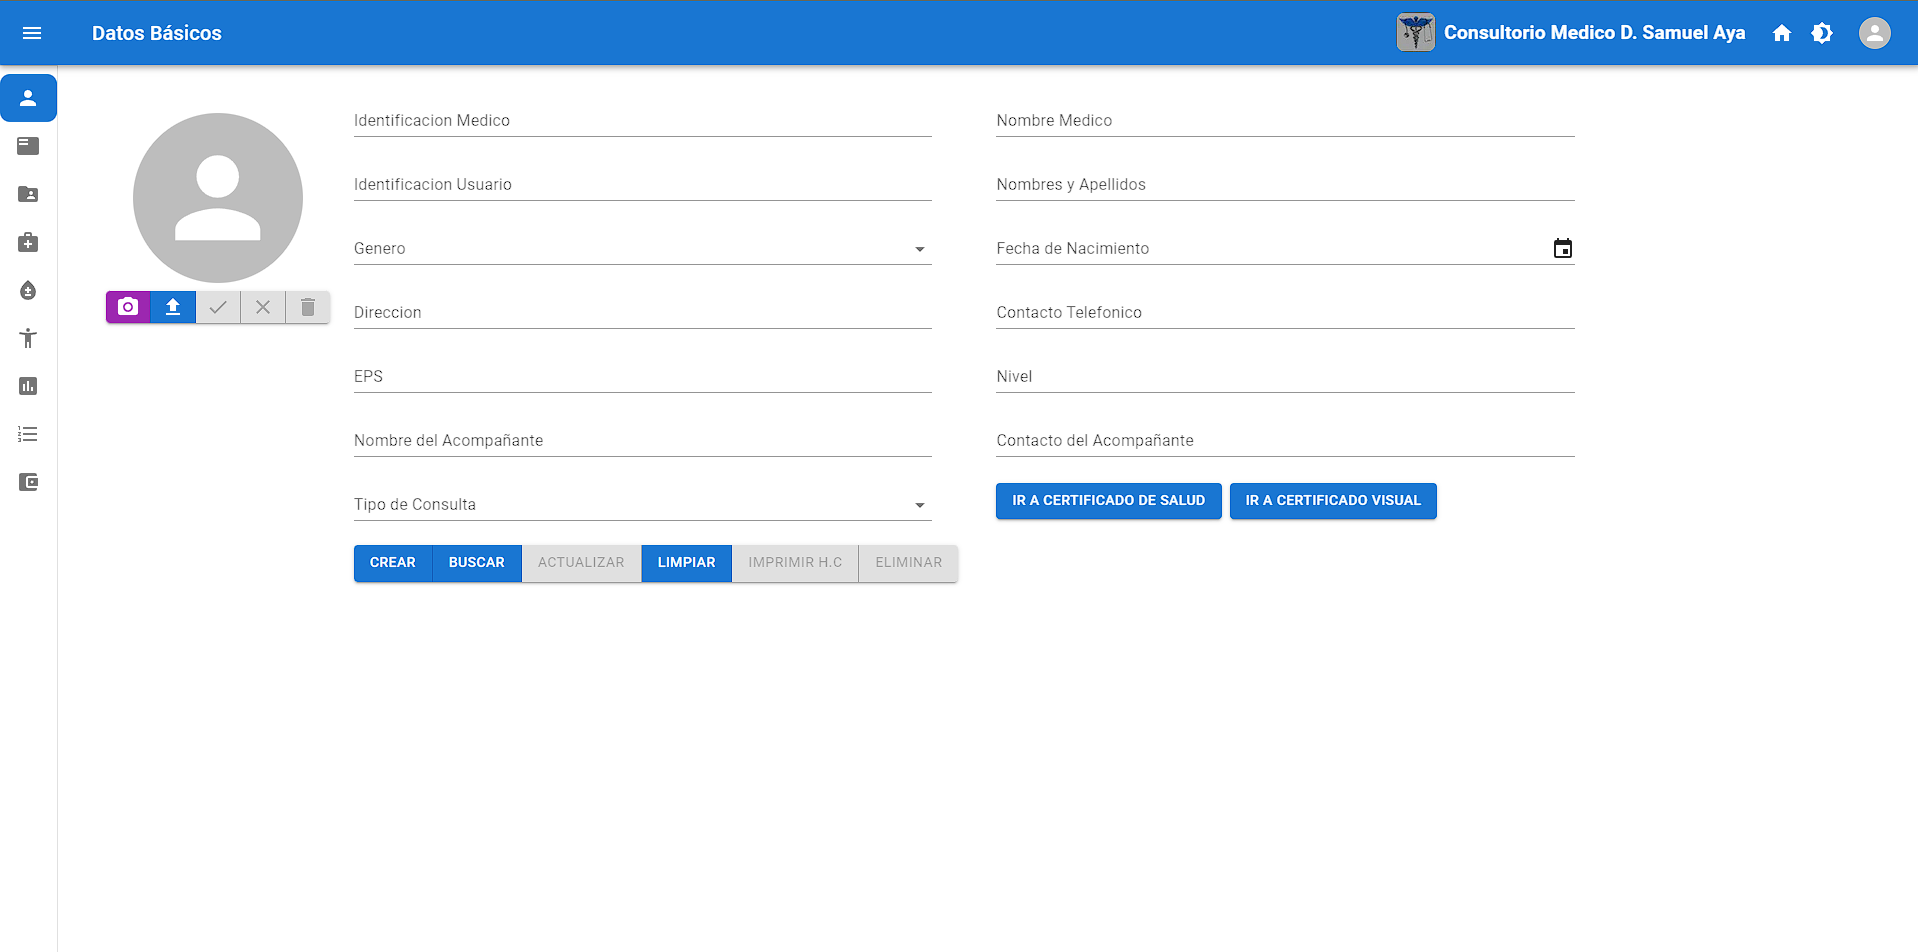 Datos Básicos
Consultorio Medico D. Samuel Aya
Identificacion Medico
Nombre Medico
Identificacion Usuario
Nombres y Apellidos
Genero
Fecha de Nacimiento
Direccion
Contacto Telefonico
EPS
Nivel
Nombre del Acompañante
Contacto del Acompañante
Tipo de Consulta
IR A CERTIFICADO DE SALUD
IR A CERTIFICADO VISUAL
CREAR
BUSCAR
ACTUALIZAR
LIMPIAR
IMPRIMIR H.C
ELIMINAR